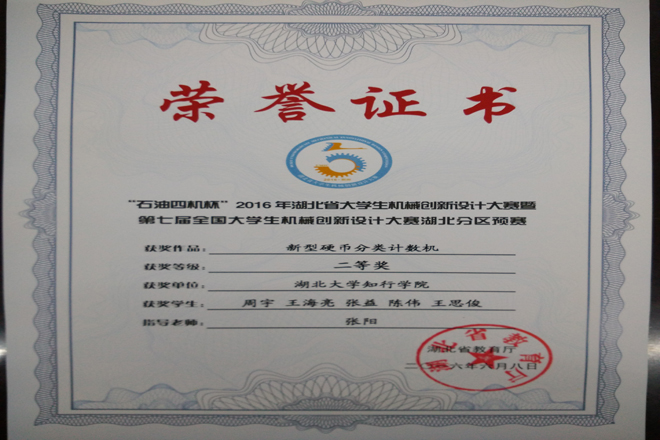 荣誉证书
“石油四机杯”2016年湖北省大学生机械创新设计大赛暨
第七届全国大学生机械创新设计大赛湖北分区预赛
获奖作品：新型硬币分类计数机
获奖等级：二等奖
获奖单位：湖北大学知行学院
获奖学生：周宇 王海亮 张益 陈伟 王思俊
指导老师：张阳
湖北省教育厅
二〇一六年六月八日
湖北省教育厅